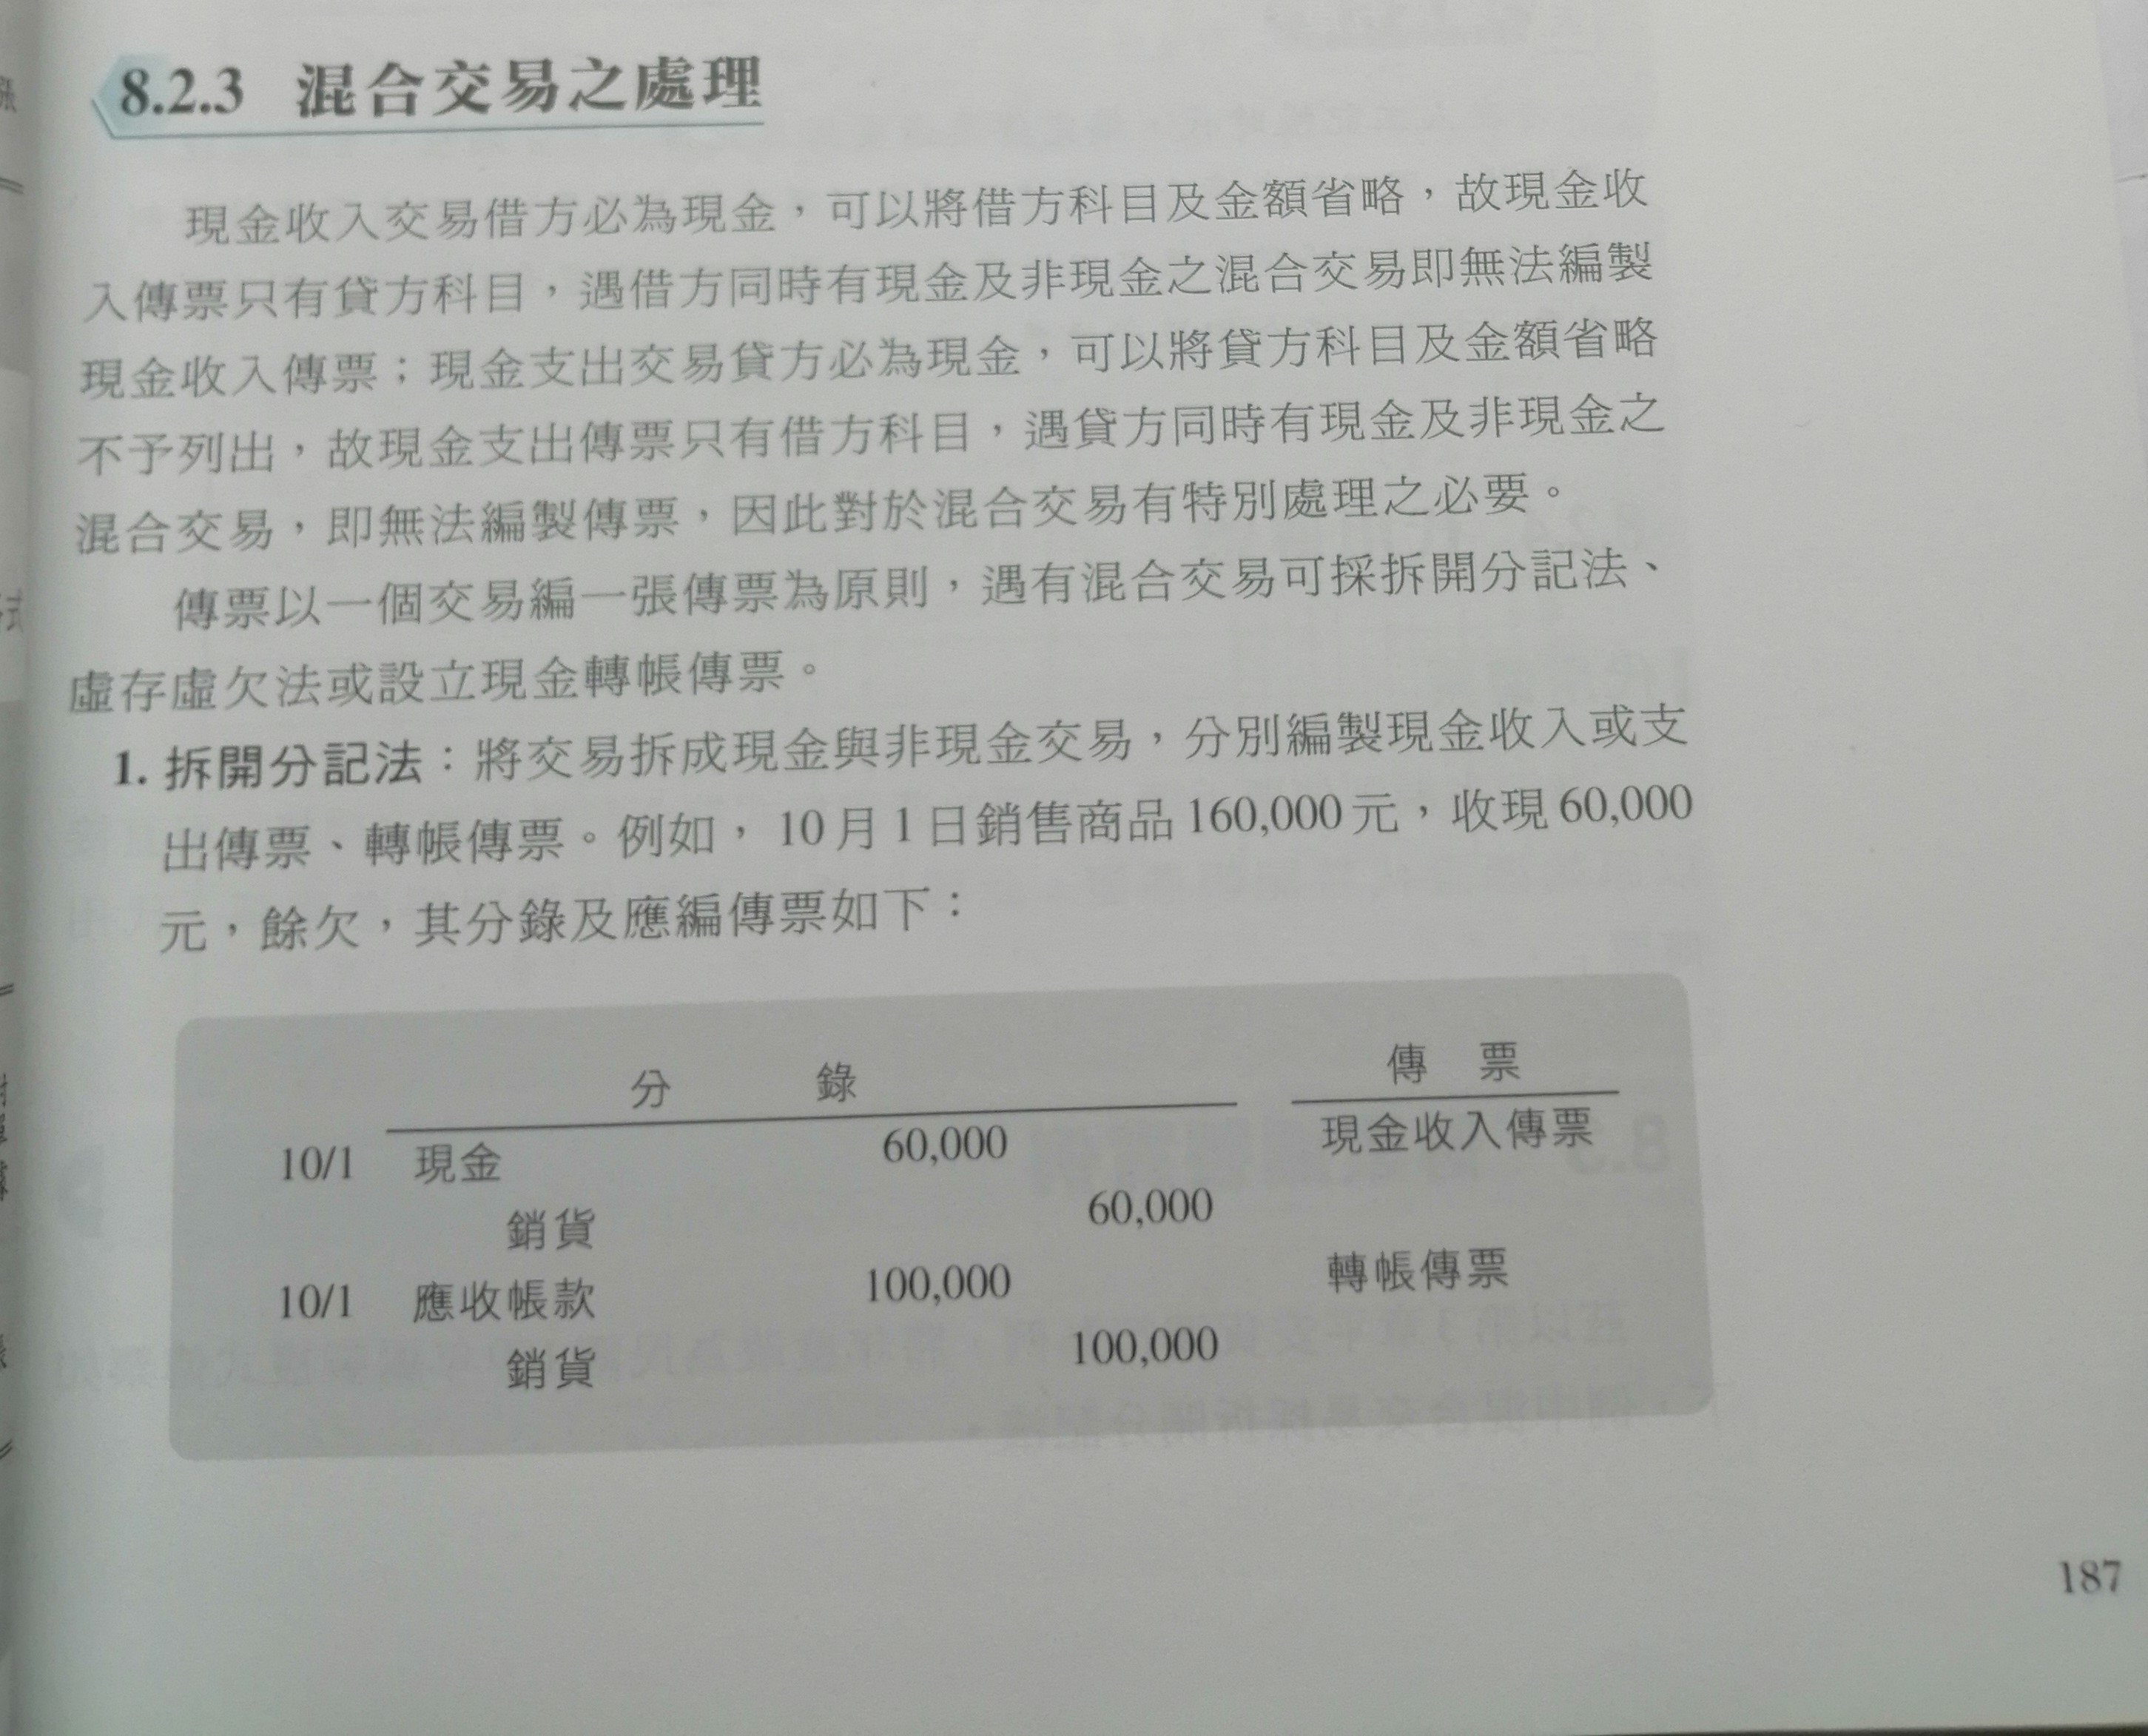 8.2.3 混合交易之處理
現金收入交易借方必為現金，可以將借方科目及金額省略，故現金收
入傳票只有貸方科目，遇借方同時有現金及非現金之混合交易即無法編製
現金收入傳票；現金支出交易貸方必為現金，可以將貸方科目及金額省略
不予列出，故現金支出傳票只有借方科目，遇貸方同時有現金及非現金之
混合交易，即無法編製傳票，因此對於混合交易有特別處理之必要。
傳票以一個交易編一張傳票為原則，遇有混合交易可採拆開分記法、
虛存虛欠法或設立現金轉帳傳票。
1. 拆開分記法：將交易拆成現金與非現金交易，分別編製現金收入或支
出傳票、轉帳傳票。例如，10月1日銷售商品160,000元，收現60,000
元，餘欠，其分錄及應編傳票如下：
分 錄 傳 票
10/1 現金 60,000 現金收入傳票
銷貨 60,000
10/1 應收帳款 100,000 轉帳傳票
銷貨 100,000
187